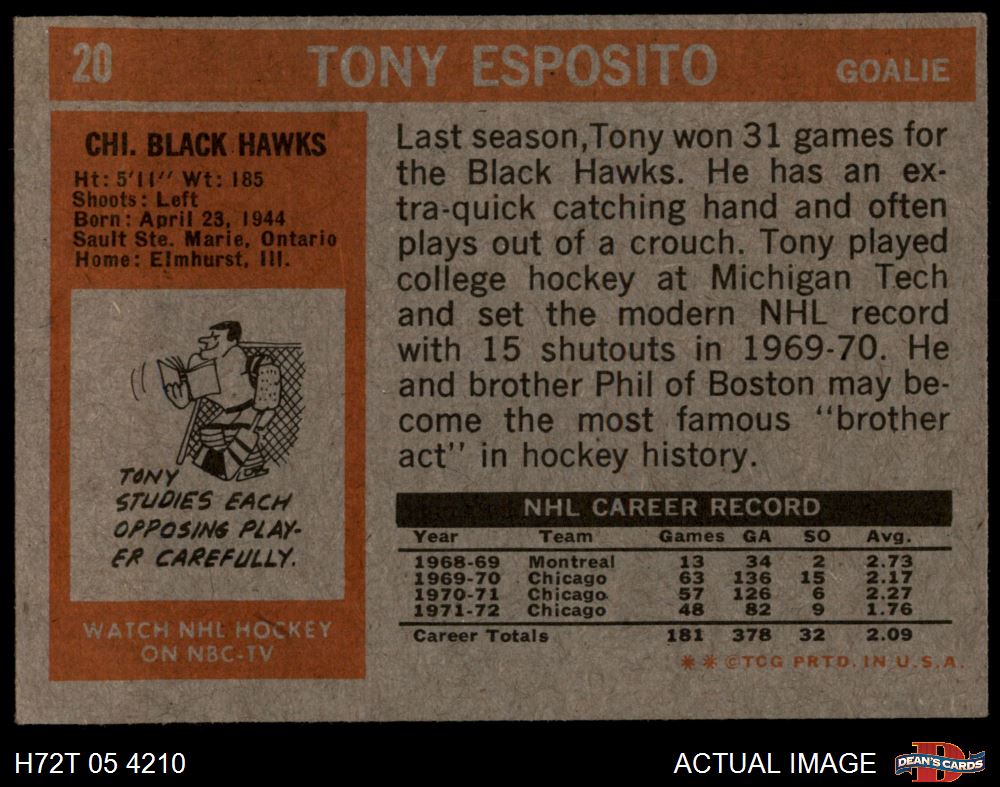 20 TONY ESPOSITO GOALIE
CHI. BLACK HAWKS
Ht: 5'11" Wt: 185
Shoots: Left
Born: April 23, 1944
Sault Ste. Marie, Ontario
Home: Elmhurst, Ill.
TONY
STUDIES EACH
OPPOSING PLAY-
ER CAREFULLY.
WATCH NHL HOCKEY
ON NBC-TV
Last season, Tony won 31 games for
the Black Hawks. He has an ex-
tra-quick catching hand and often
plays out of a crouch. Tony played
college hockey at Michigan Tech
and set the modern NHL record
with 15 shutouts in 1969-70. He
and brother Phil of Boston may be-
come the most famous "brother
act" in hockey history.
NHL CAREER RECORD
Year Team Games GA SO Avg.
1968-69 Montreal 13 34 2 2.73
1969-70 Chicago 63 136 15 2.17
1970-71 Chicago 57 126 6 2.27
1971-72 Chicago 48 82 9 1.76
Career Totals 181 378 32 2.09
** ©TCG PRTD. IN U.S.A.
H72T 05 4210 ACTUAL IMAGE DEAN'S CARDS